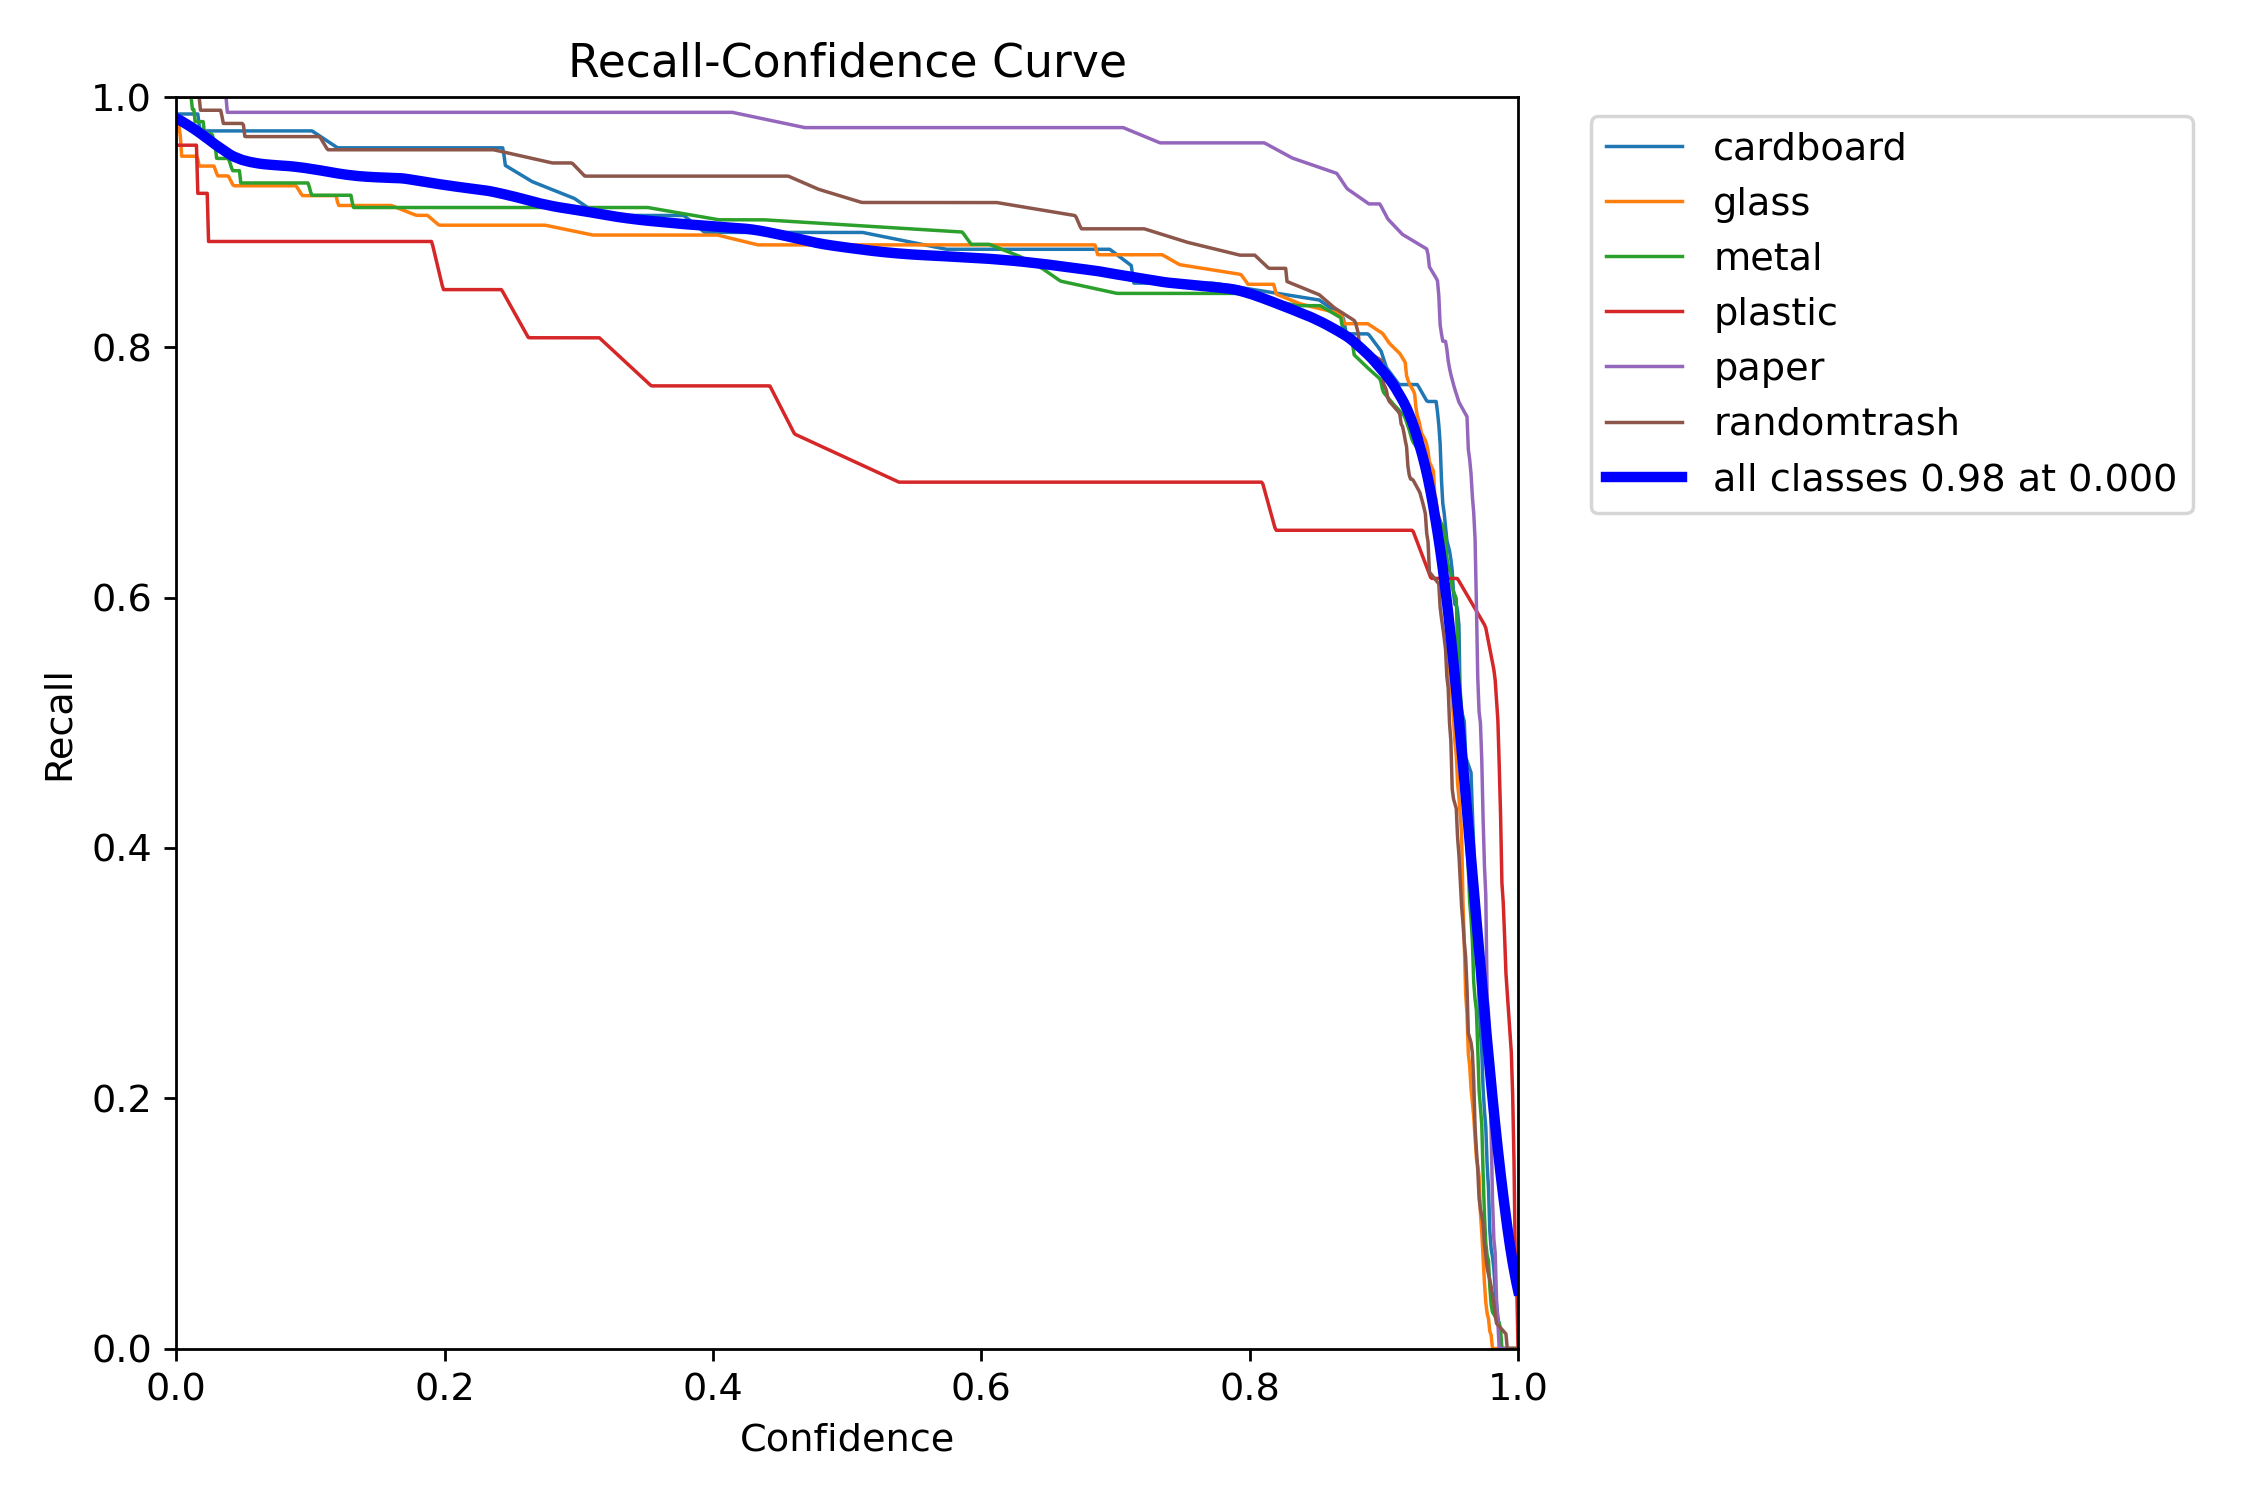 Recall-Confidence Curve
1.0
0.8
0.6
0.4
0.2
0.0
Recall
0.0 0.2 0.4 0.6 0.8 1.0
Confidence
cardboard
glass
metal
plastic
paper
randomtrash
all classes 0.98 at 0.000